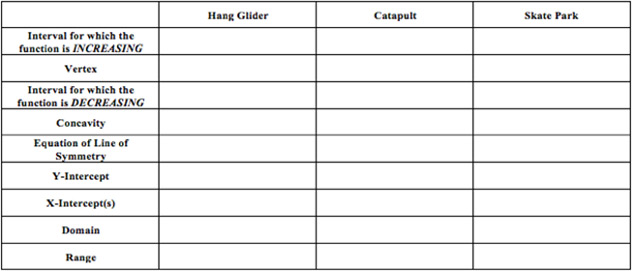 Hang Glider Catapult Skate Park
Interval for which the
function is INCREASING
Vertex
Interval for which the
function is DECREASING
Concavity
Equation of Line of
Symmetry
Y-Intercept
X-Intercept(s)
Domain
Range